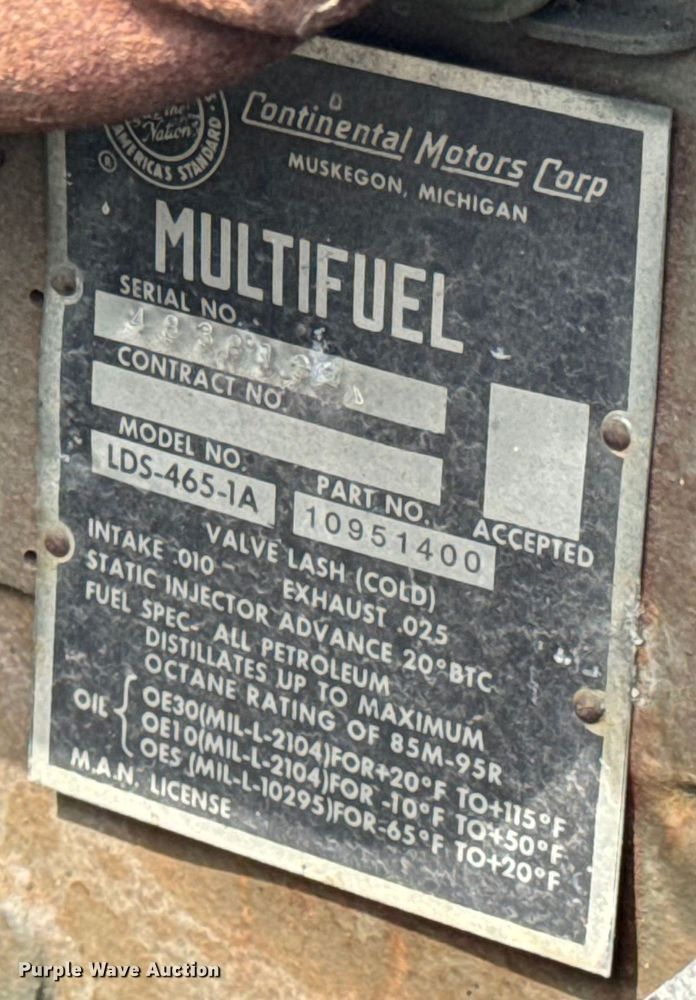 the Nation
AMERICA'S STANDARD
®
Continental Motors Corp
MUSKEGON, MICHIGAN
MULTIFUEL
SERIAL NO.
CONTRACT NO.
MODEL NO.
LDS-465-1A
PART NO.
10951400
ACCEPTED
VALVE LASH (COLD)
INTAKE .010 – EXHAUST .025
STATIC INJECTOR ADVANCE 20°BTC
FUEL SPEC- ALL PETROLEUM
DISTILLATES UP TO MAXIMUM
OCTANE RATING OF 85M-95R
OIL { OE30(MIL-L-2104)FOR+20°F TO+115°F
OE10(MIL-L-2104)FOR -10°F TO+50°F
OES (MIL-L-10295)FOR-65°F TO+20°F
M.A.N. LICENSE
Purple Wave Auction